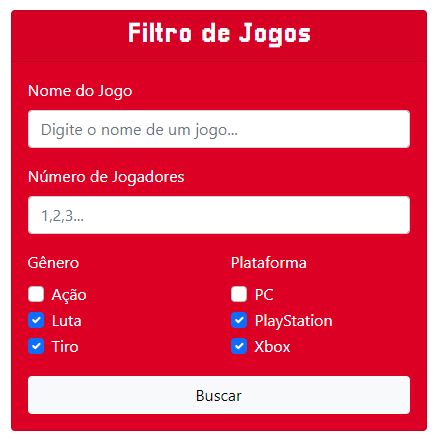 Filtro de Jogos
Nome do Jogo
Digite o nome de um jogo...
Número de Jogadores
1,2,3...
Gênero
Ação
Luta
Tiro
Plataforma
PC
PlayStation
Xbox
Buscar